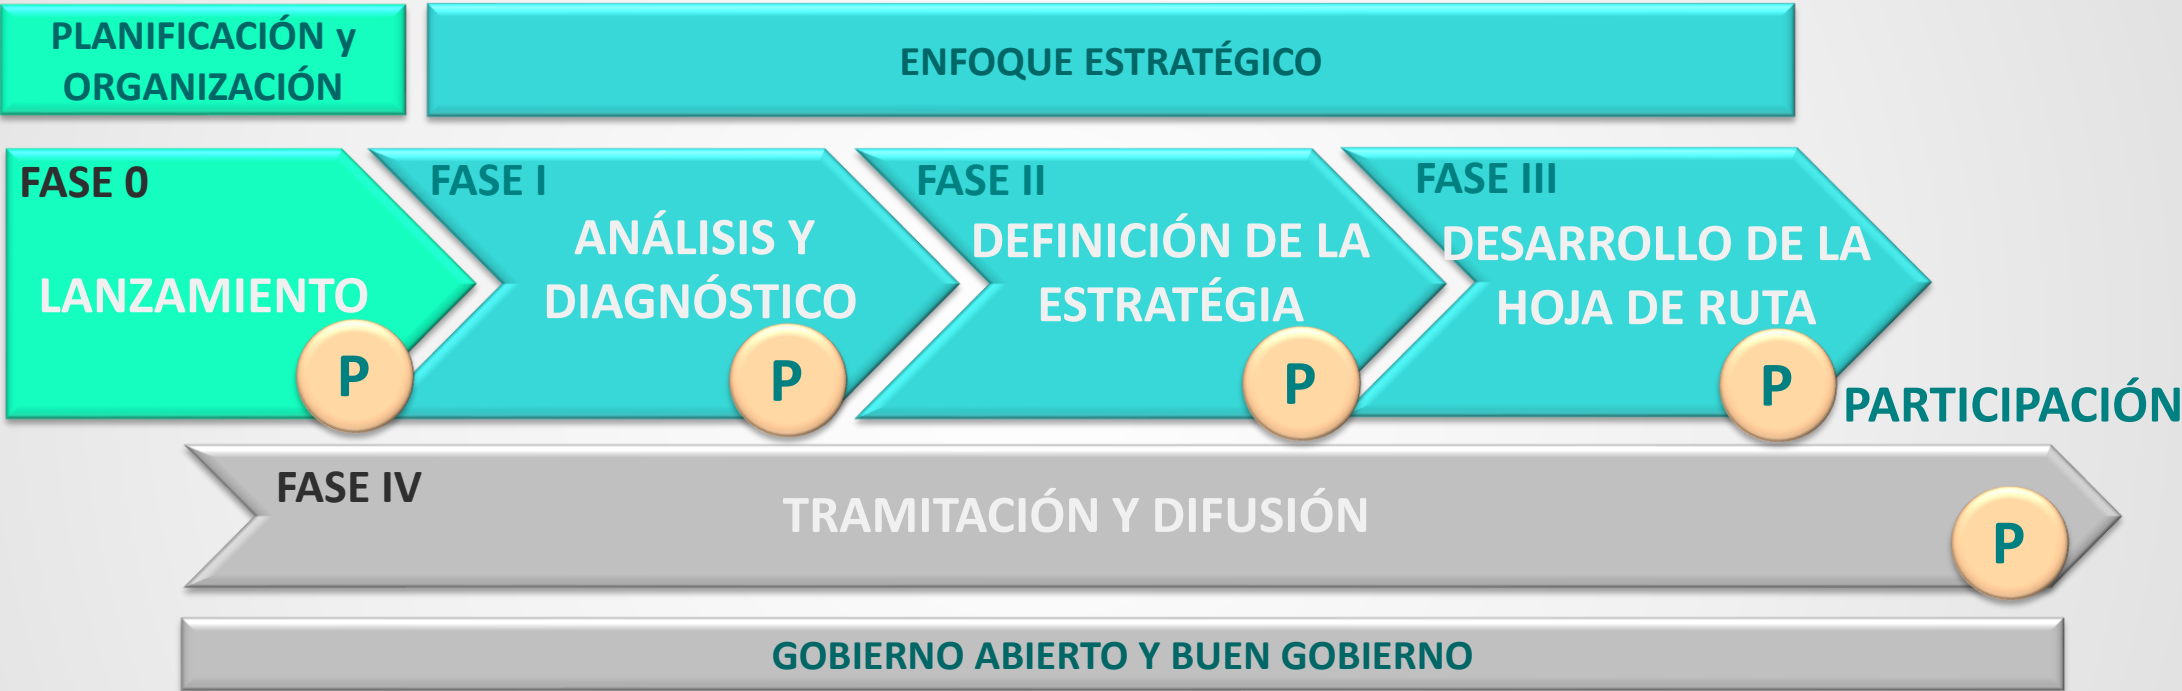 PLANIFICACIÓN y
ORGANIZACIÓN
ENFOQUE ESTRATÉGICO
FASE 0
LANZAMIENTO
P
FASE I
ANÁLISIS Y
DIAGNÓSTICO
P
FASE II
DEFINICIÓN DE LA
ESTRATÉGIA
P
FASE III
DESARROLLO DE LA
HOJA DE RUTA
P
PARTICIPACIÓN
FASE IV
TRAMITACIÓN Y DIFUSIÓN
P
GOBIERNO ABIERTO Y BUEN GOBIERNO